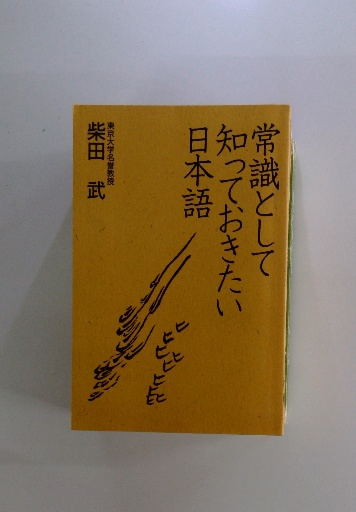 常識として
知っておきたい
日本語
東京大学名誉教授
柴田 武